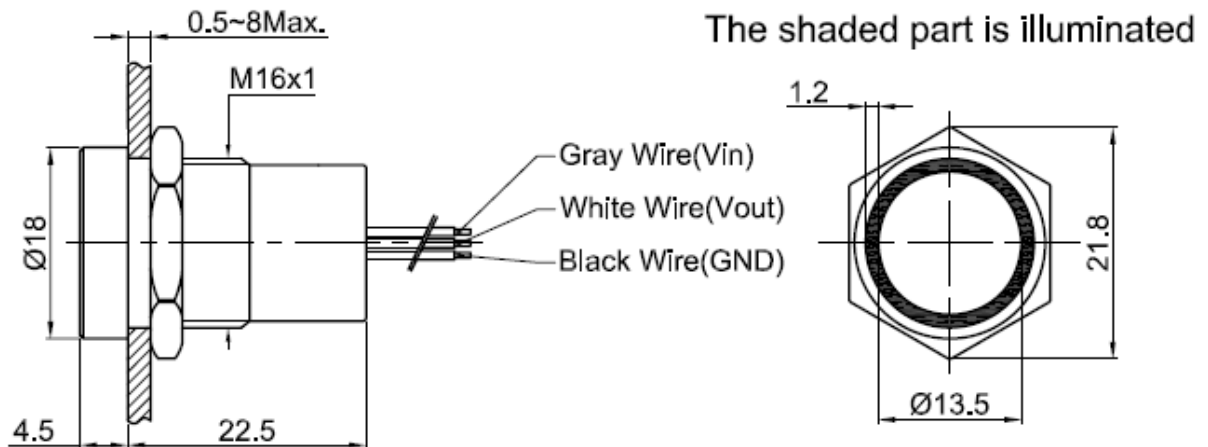 0.5~8Max.
The shaded part is illuminated
M16x1
1.2
Gray Wire(Vin)
White Wire(Vout)
Black Wire(GND)
Ø18
21.8
Ø13.5
4.5
22.5